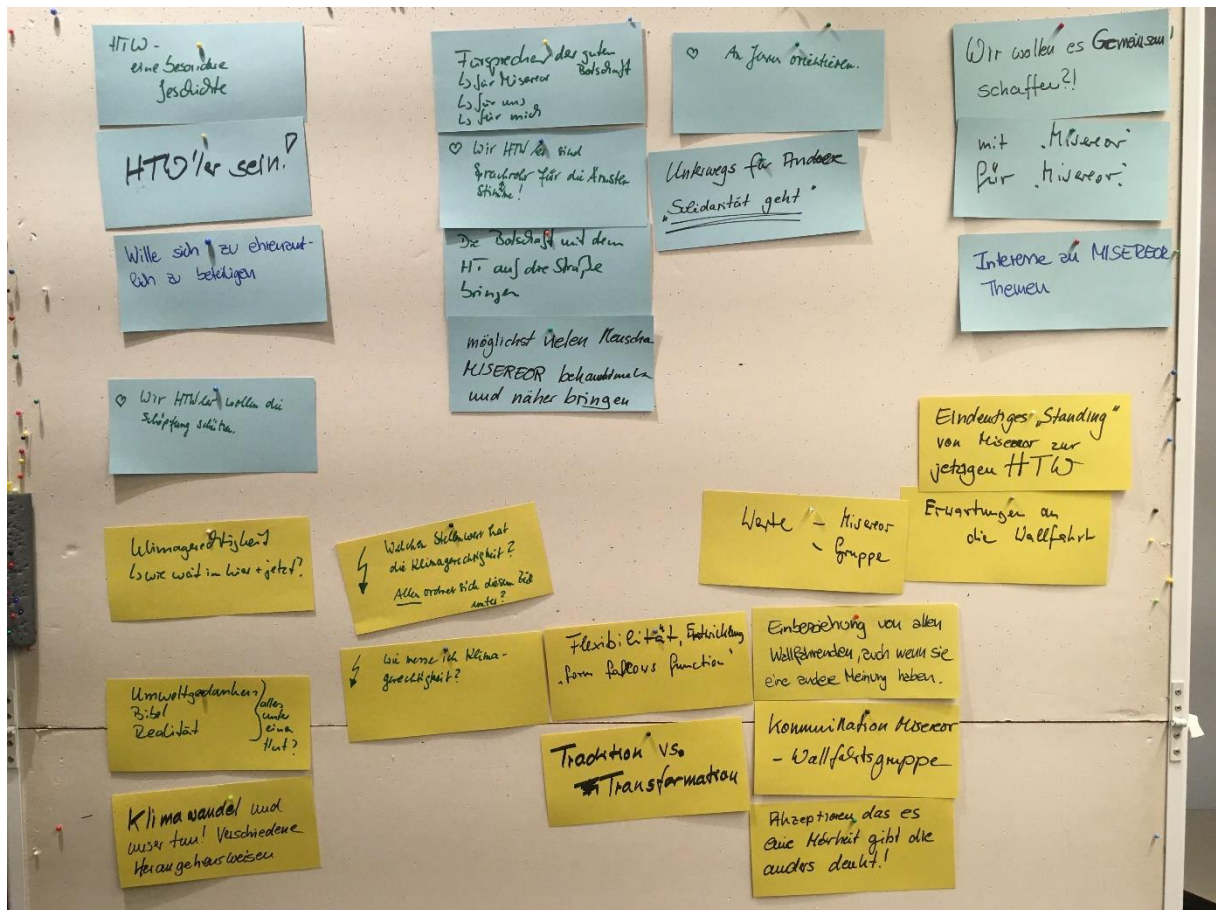 HTW -
eine besondere
Geschichte
HTW'ler sein!
Wille sich zu ehrenamt-
lich zu beteiligen
♡ Wir HTW'ler wollen die
Schöpfung schützen.
Fürsprecher der guten
Botschaft
↳ für Misereor
↳ für uns
↳ für mich
♡ Wir HTW'ler sind
Sprachrohr für die Ärmsten
Stimme!
Die Botschaft mit dem
HT auf die Straße
bringen
möglichst vielen Menschen
MISEREOR bekanntmachen
und näher bringen
♡ An Jesus orientieren.
Unterwegs für Andere
"Solidarität geht"
Wir wollen es Gemeinsam
schaffen?!
mit "Misereor"
für "Misereor"
Interesse an MISEREOR
Themen
Eindeutiges „Standing"
von Misereor zur
jetzigen HTW
Werte - Misereor
- Gruppe
Erwartungen an
die Wallfahrt
Klimagerechtigkeit
↳ wie weit im hier + jetzt?
Welchen Stellenwert hat
die Klimagerechtigkeit?
Alles ordnet sich diesem Ziel
unter?
Umweltgedanken
Bibel
Realität
alles
unter
einen
Hut?
wie messe ich Klima-
gerechtigkeit?
Flexibilität, Entwicklung
„form follows function"
Einbeziehung von allen
Wallfahrenden, auch wenn sie
eine andere Meinung haben.
Tradition vs.
Transformation
Kommunikation Misereor
- Wallfahrtsgruppe
Klimawandel und
unser tun! Verschiedene
Herangehensweisen
Akzeptieren das es
eine Mehrheit gibt die
anders denkt!